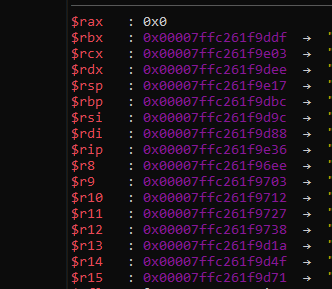 $rax   : 0x0
$rbx   : 0x00007ffc261f9ddf  →  "
$rcx   : 0x00007ffc261f9e03  →  "
$rdx   : 0x00007ffc261f9dee  →  "
$rsp   : 0x00007ffc261f9e17  →  "
$rbp   : 0x00007ffc261f9dbc  →  "
$rsi   : 0x00007ffc261f9d9c  →  "
$rdi   : 0x00007ffc261f9d88  →  "
$rip   : 0x00007ffc261f9e36  →  "
$r8    : 0x00007ffc261f96ee  →  "
$r9    : 0x00007ffc261f9703  →  "
$r10   : 0x00007ffc261f9712  →  "
$r11   : 0x00007ffc261f9727  →  "
$r12   : 0x00007ffc261f9738  →  "
$r13   : 0x00007ffc261f9d1a  →  "
$r14   : 0x00007ffc261f9d4f  →  "
$r15   : 0x00007ffc261f9d71  →  "